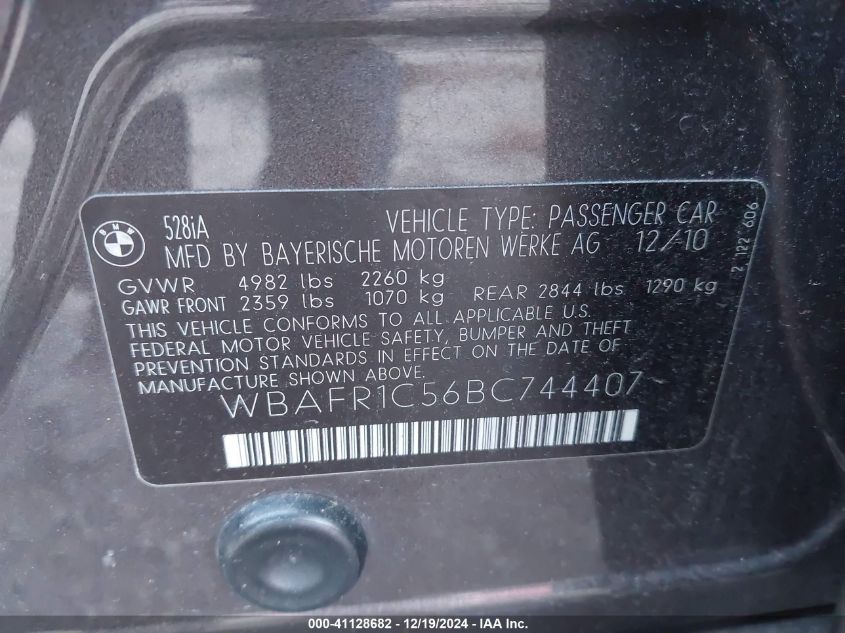 BMW
528iA VEHICLE TYPE: PASSENGER CAR
MFD BY BAYERISCHE MOTOREN WERKE AG 12/10
GVWR 4982 lbs 2260 kg
GAWR FRONT 2359 lbs 1070 kg REAR 2844 lbs 1290 kg
THIS VEHICLE CONFORMS TO ALL APPLICABLE U.S.
FEDERAL MOTOR VEHICLE SAFETY, BUMPER AND THEFT
PREVENTION STANDARDS IN EFFECT ON THE DATE OF
MANUFACTURE SHOWN ABOVE.
WBAFR1C56BC744407
2 122 606
000-41128682 - 12/19/2024 - IAA Inc.